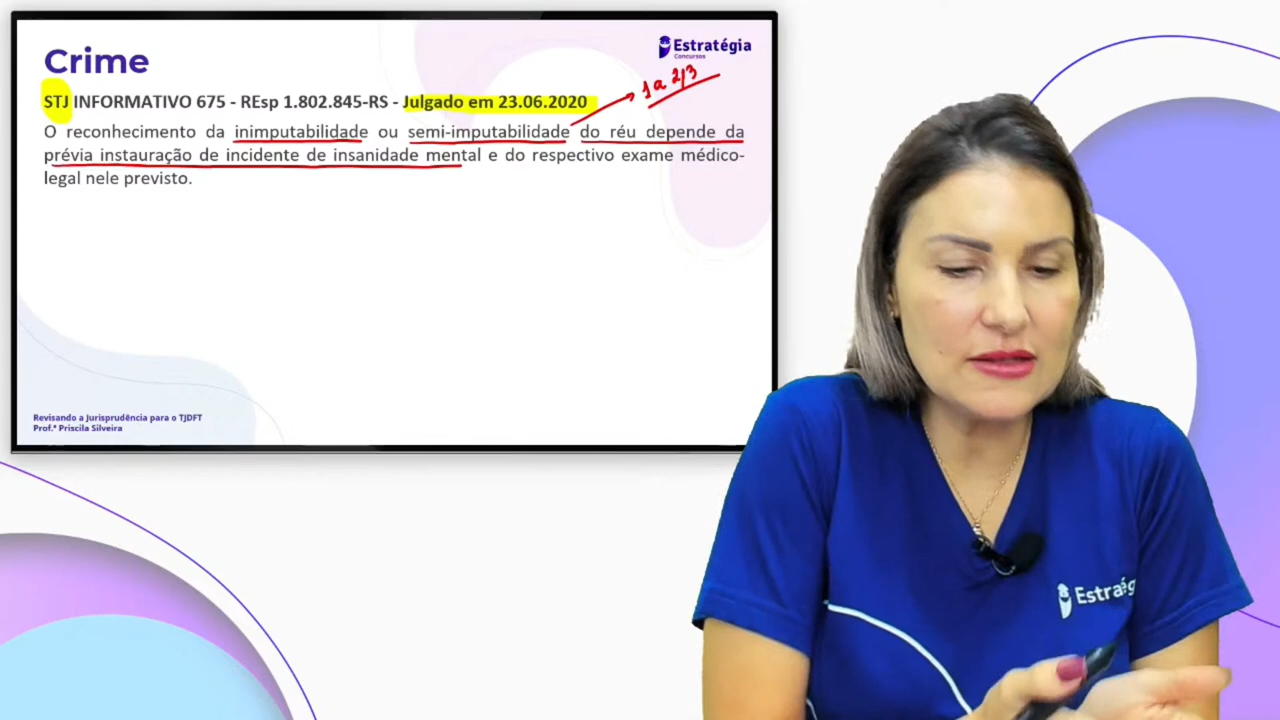 Crime
Estratégia
Concursos
1 a 2/3
STJ INFORMATIVO 675 - REsp 1.802.845-RS - Julgado em 23.06.2020
O reconhecimento da inimputabilidade ou semi-imputabilidade do réu depende da
prévia instauração de incidente de insanidade mental e do respectivo exame médico-
legal nele previsto.
Revisando a Jurisprudência para o TJDFT
Prof.ª Priscila Silveira
Estratég